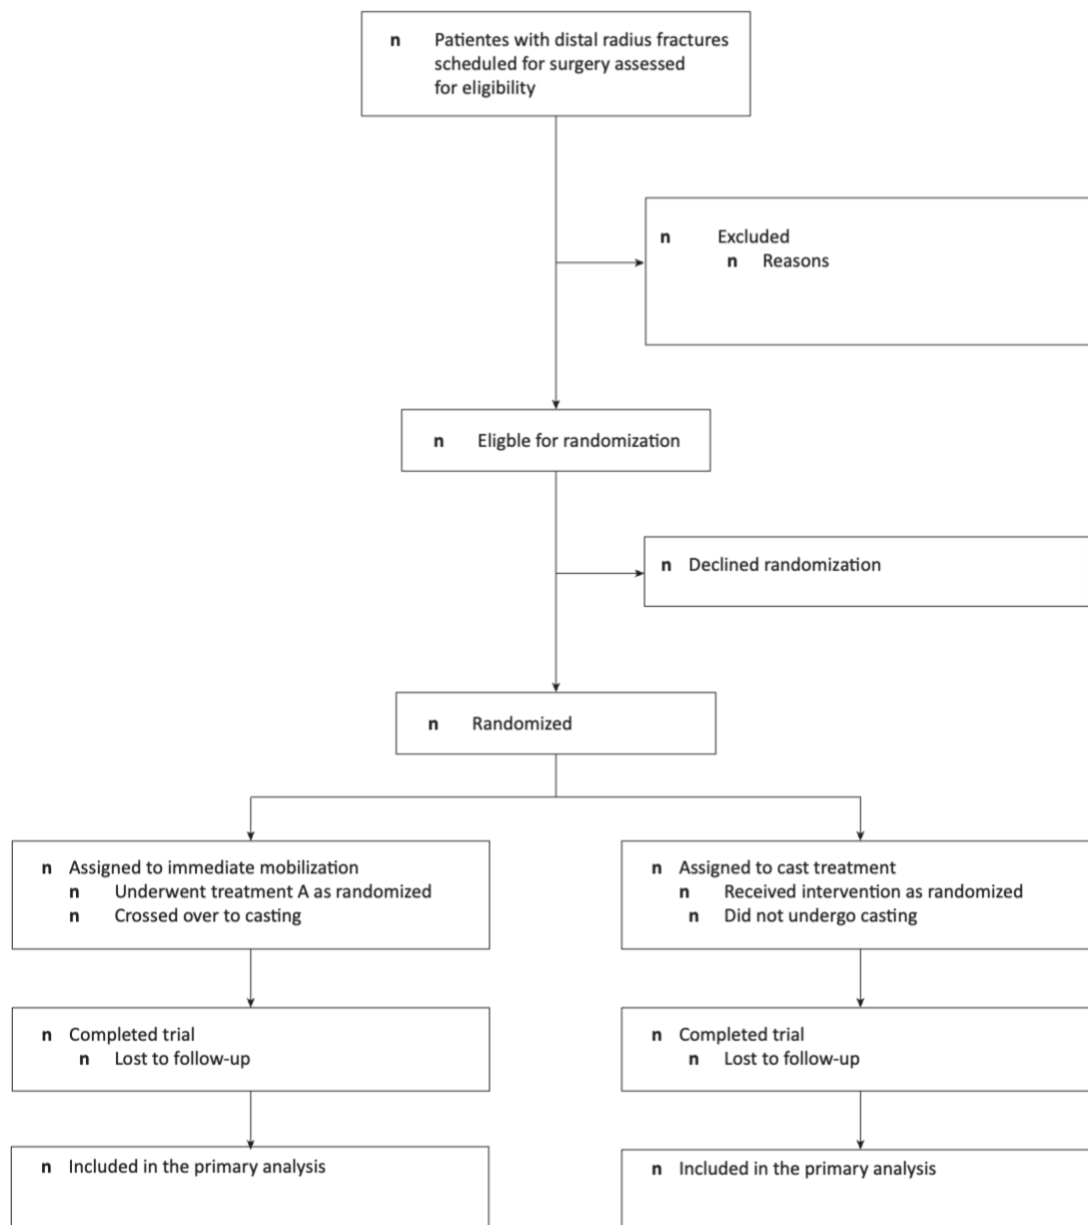 n Patientes with distal radius fractures
scheduled for surgery assessed
for eligibility
n Excluded
n Reasons
n Eligble for randomization
n Declined randomization
n Randomized
n Assigned to immediate mobilization
n Underwent treatment A as randomized
n Crossed over to casting
n Assigned to cast treatment
n Received intervention as randomized
n Did not undergo casting
n Completed trial
n Lost to follow-up
n Completed trial
n Lost to follow-up
n Included in the primary analysis
n Included in the primary analysis